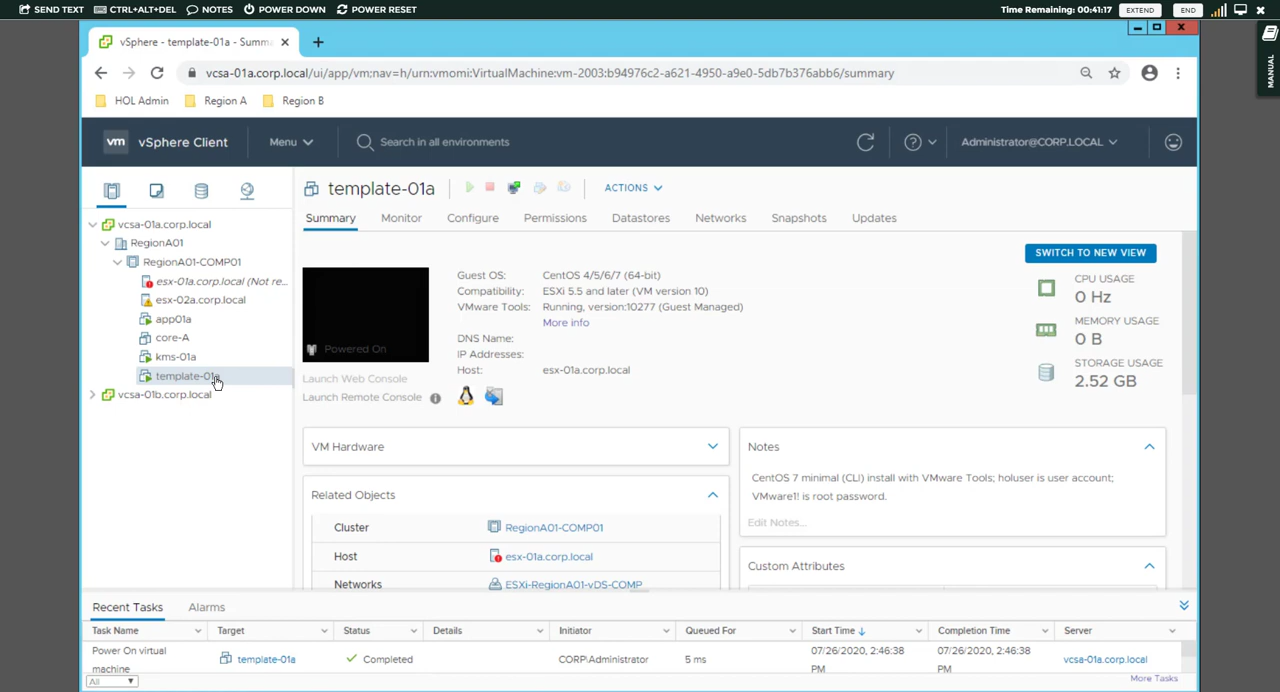 SEND TEXT CTRL+ALT+DEL NOTES POWER DOWN POWER RESET Time Remaining: 00:41:17 EXTEND END
MANUAL
vSphere - template-01a - Summa
vcsa-01a.corp.local/ui/app/vm;nav=h/urn:vmomi:VirtualMachine:vm-2003:b94976c2-a621-4950-a9e0-5db7b376abb6/summary
HOL Admin Region A Region B
vm vSphere Client Menu Search in all environments Administrator@CORP.LOCAL
vcsa-01a.corp.local
RegionA01
RegionA01-COMP01
esx-01a.corp.local (Not re...
esx-02a.corp.local
app01a
core-A
kms-01a
template-01a
vcsa-01b.corp.local
template-01a ACTIONS
Summary Monitor Configure Permissions Datastores Networks Snapshots Updates
SWITCH TO NEW VIEW
Powered On
Launch Web Console
Launch Remote Console
Guest OS: CentOS 4/5/6/7 (64-bit)
Compatibility: ESXi 5.5 and later (VM version 10)
VMware Tools: Running, version:10277 (Guest Managed)
More info
DNS Name:
IP Addresses:
Host: esx-01a.corp.local
CPU USAGE
0 Hz
MEMORY USAGE
0 B
STORAGE USAGE
2.52 GB
VM Hardware
Related Objects
Cluster RegionA01-COMP01
Host esx-01a.corp.local
Networks ESXi-RegionA01-vDS-COMP
Notes
CentOS 7 minimal (CLI) install with VMware Tools; holuser is user account;
VMware1! is root password.
Edit Notes...
Custom Attributes
Recent Tasks Alarms
Task Name Target Status Details Initiator Queued For Start Time Completion Time Server
Power On virtual
machine
template-01a Completed CORP\Administrator 5 ms
07/26/2020, 2:46:38
PM
07/26/2020, 2:46:38
PM
vcsa-01a.corp.local
All
More Tasks